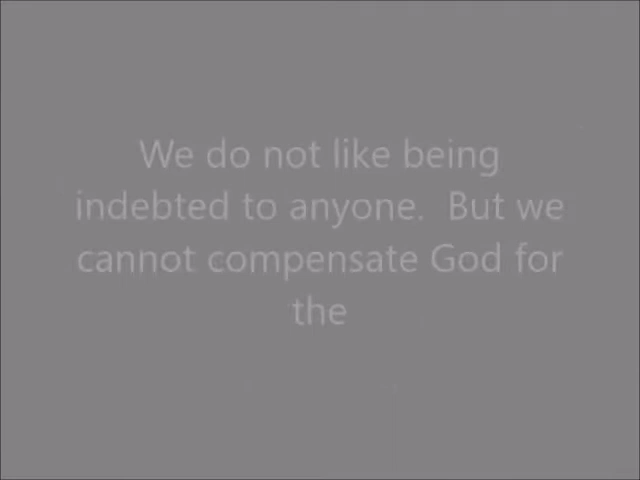 We do not like being
indebted to anyone.  But we
cannot compensate God for
the